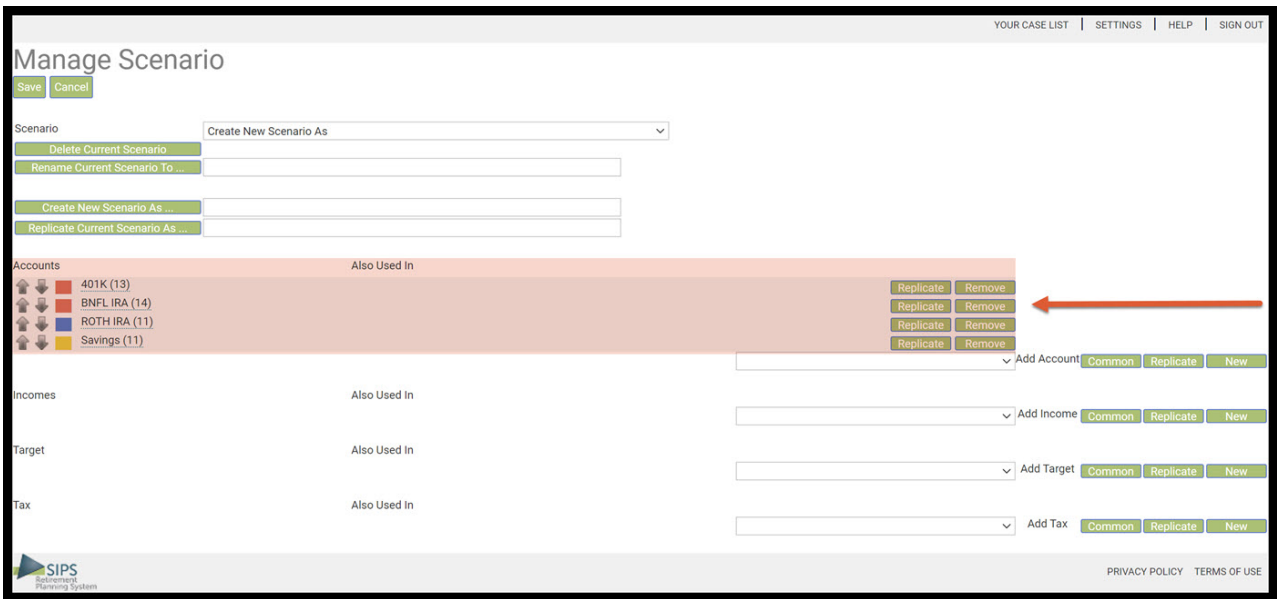 YOUR CASE LIST | SETTINGS | HELP | SIGN OUT
Manage Scenario
Save Cancel
Scenario Create New Scenario As
Delete Current Scenario
Rename Current Scenario To ...
Create New Scenario As ...
Replicate Current Scenario As ...
Accounts Also Used In
401K (13) Replicate Remove
BNFL IRA (14) Replicate Remove
ROTH IRA (11) Replicate Remove
Savings (11) Replicate Remove
Add Account Common Replicate New
Incomes Also Used In
Add Income Common Replicate New
Target Also Used In
Add Target Common Replicate New
Tax Also Used In
Add Tax Common Replicate New
SIPS
Retirement
Planning System
PRIVACY POLICY TERMS OF USE